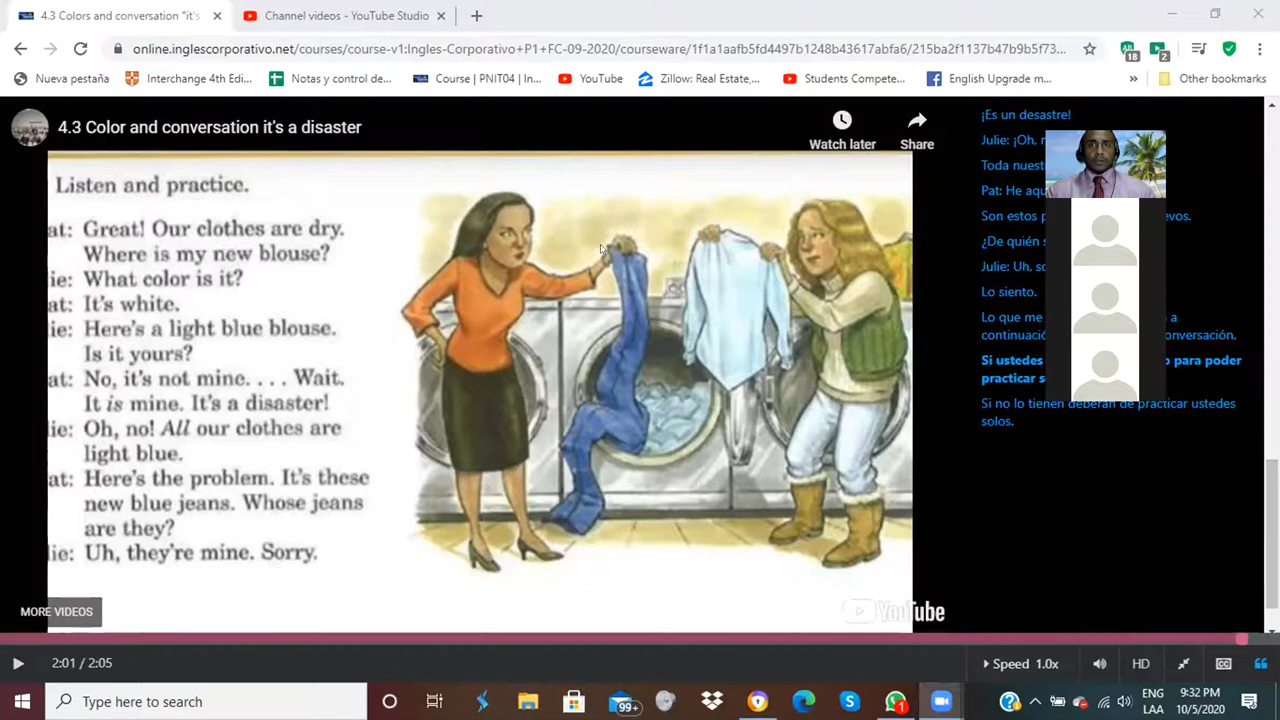 4.3 Colors and conversation "it's
Channel videos - YouTube Studio
online.inglescorporativo.net/courses/course-v1:Ingles-Corporativo+P1+FC-09-2020/courseware/1f1a1aafb5fd4497b1248b43617abfa6/215ba2f1137b47b9b5f73...
18
2
Nueva pestaña
Interchange 4th Edi...
Notas y control de...
Course | PNIT04 | In...
YouTube
Zillow: Real Estate,...
Students Compete...
English Upgrade m...
»
Other bookmarks
4.3 Color and conversation it's a disaster
Watch later
Share
Listen and practice.
at: Great! Our clothes are dry.
Where is my new blouse?
ie: What color is it?
at: It's white.
ie: Here's a light blue blouse.
Is it yours?
at: No, it's not mine. . . . Wait.
It is mine. It's a disaster!
ie: Oh, no! All our clothes are
light blue.
at: Here's the problem. It's these
new blue jeans. Whose jeans
are they?
ie: Uh, they're mine. Sorry.
MORE VIDEOS
YouTube
¡Es un desastre!
Julie: ¡Oh,
Toda
Pat: He
Son estos
¿De quién
Julie: Uh,
Lo siento.
Lo que me a
Si ustedes para poder
practicar
Si no lo tienen deberán de practicar ustedes
solos.
2:01 / 2:05
Speed 1.0x
HD
Type here to search
99+
1
ENG
LAA
9:32 PM
10/5/2020